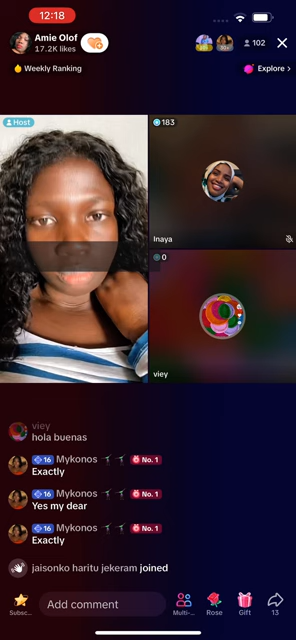 12:18
Amie Olof
17.2K likes
20+
102
Weekly Ranking
Explore >
Host
183
Inaya
0
viey
viey
hola buenas
16 Mykonos No. 1
Exactly
16 Mykonos No. 1
Yes my dear
16 Mykonos No. 1
Exactly
jaisonko haritu jekeram joined
Add comment
Subsc... Multi-... Rose Gift 13